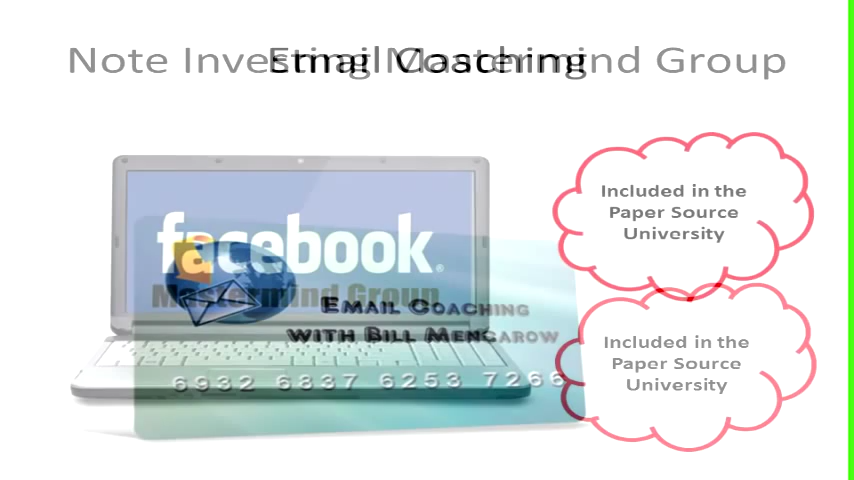 Note Investing Mastermind Group
Email Coaching
Included in the
Paper Source
University
facebook.
Mastermind Group
EMAIL COACHING
WITH BILL MENCAROW
Included in the
Paper Source
University
6932 6837 6253 7266